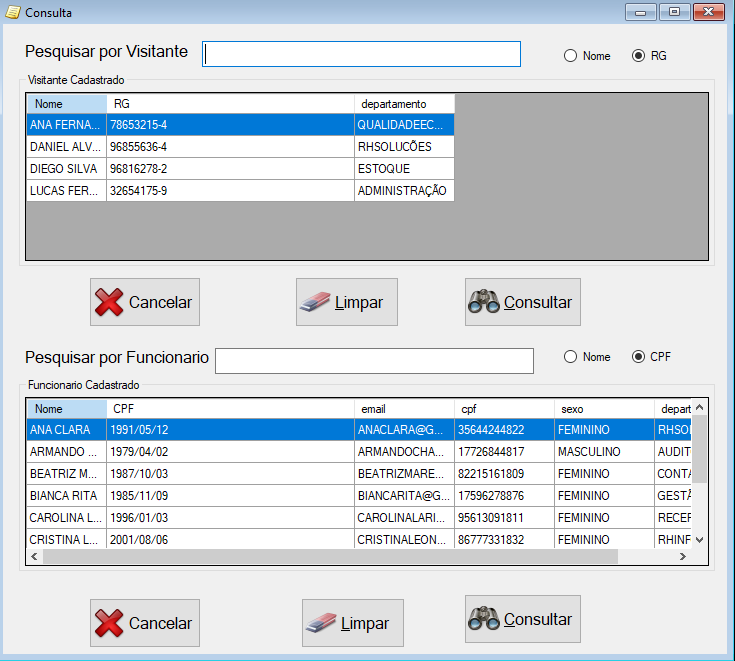 Consulta
Pesquisar por Visitante Nome RG
Visitante Cadastrado
Nome RG departamento
ANA FERNA... 78653215-4 QUALIDADEEC...
DANIEL ALV... 96855636-4 RHSOLUCÕES
DIEGO SILVA 96816278-2 ESTOQUE
LUCAS FER... 32654175-9 ADMINISTRAÇÃO
Cancelar Limpar Consultar
Pesquisar por Funcionario Nome CPF
Funcionario Cadastrado
Nome CPF email cpf sexo depart
ANA CLARA 1991/05/12 ANACLARA@G... 35644244822 FEMININO RHSOL
ARMANDO ... 1979/04/02 ARMANDOCHA... 17726844817 MASCULINO AUDIT
BEATRIZ M... 1987/10/03 BEATRIZMARE... 82215161809 FEMININO CONTA
BIANCA RITA 1985/11/09 BIANCARITA@G... 17596278876 FEMININO GESTÃ
CAROLINA L... 1996/01/03 CAROLINALARI... 95613091811 FEMININO RECEP
CRISTINA L... 2001/08/06 CRISTINALEON... 86777331832 FEMININO RHINF
Cancelar Limpar Consultar